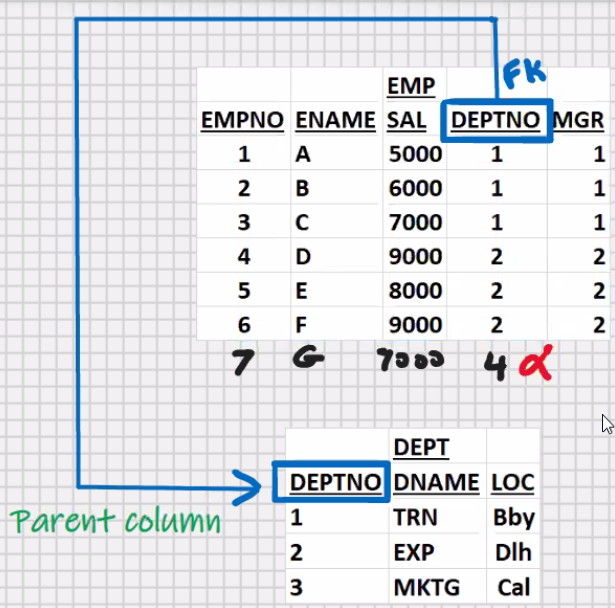 FK
EMP
EMPNO ENAME SAL DEPTNO MGR
1 A 5000 1 1
2 B 6000 1 1
3 C 7000 1 1
4 D 9000 2 2
5 E 8000 2 2
6 F 9000 2 2
7 G 7000 4
DEPT
DEPTNO DNAME LOC
Parent column
1 TRN Bby
2 EXP Dlh
3 MKTG Cal